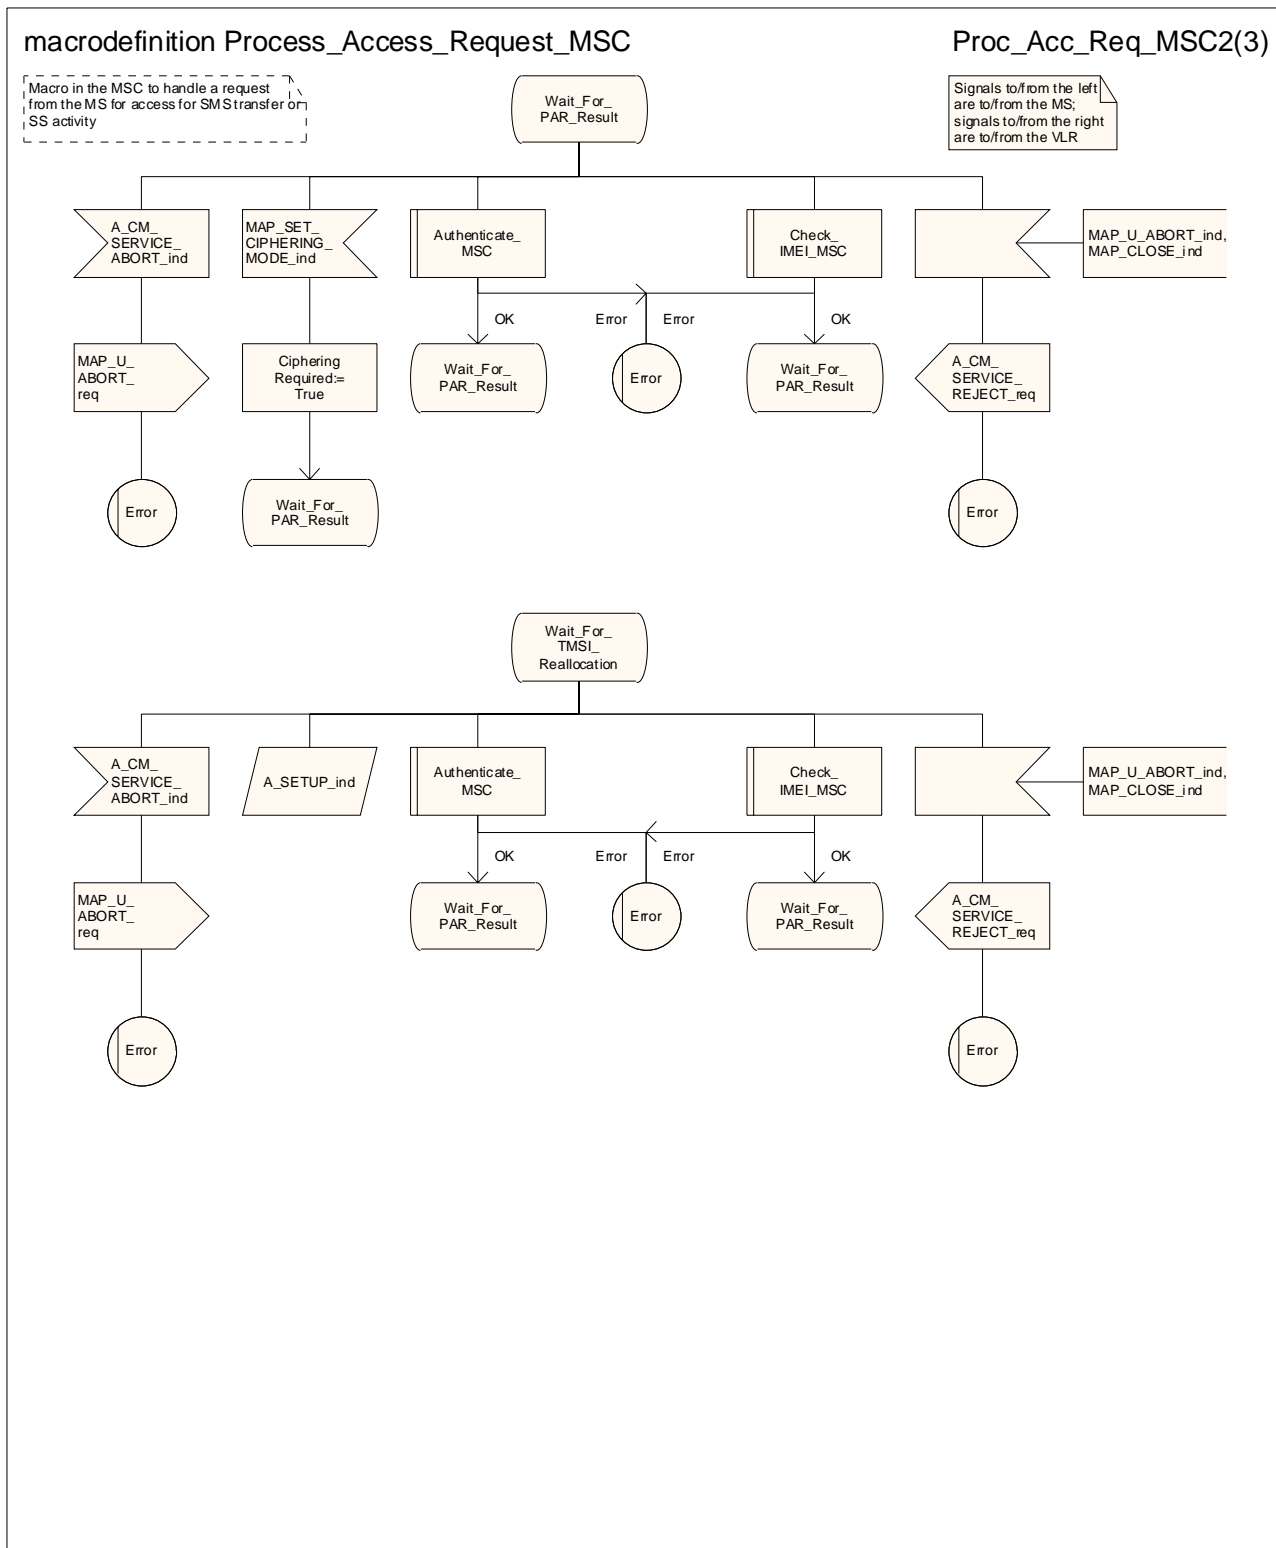 macrodefinition Process_Access_Request_MSC
Proc_Acc_Req_MSC2(3)
Macro in the MSC to handle a request
from the MS for access for SMS transfer or
SS activity
Wait_For_
PAR_Result
Signals to/from the left
are to/from the MS;
signals to/from the right
are to/from the VLR
A_CM_
SERVICE_
ABORT_ind
MAP_SET_
CIPHERING_
MODE_ind
Authenticate_
MSC
Check_
IMEI_MSC
MAP_U_ABORT_ind,
MAP_CLOSE_ind
OK
Error
Error
OK
MAP_U_
ABORT_
req
Ciphering
Required:=
True
Wait_For_
PAR_Result
Error
Wait_For_
PAR_Result
A_CM_
SERVICE_
REJECT_req
Error
Wait_For_
PAR_Result
Error
Wait_For_
TMSI_
Reallocation
A_CM_
SERVICE_
ABORT_ind
A_SETUP_ind
Authenticate_
MSC
Check_
IMEI_MSC
MAP_U_ABORT_ind,
MAP_CLOSE_ind
OK
Error
Error
OK
MAP_U_
ABORT_
req
Wait_For_
PAR_Result
Error
Wait_For_
PAR_Result
A_CM_
SERVICE_
REJECT_req
Error
Error